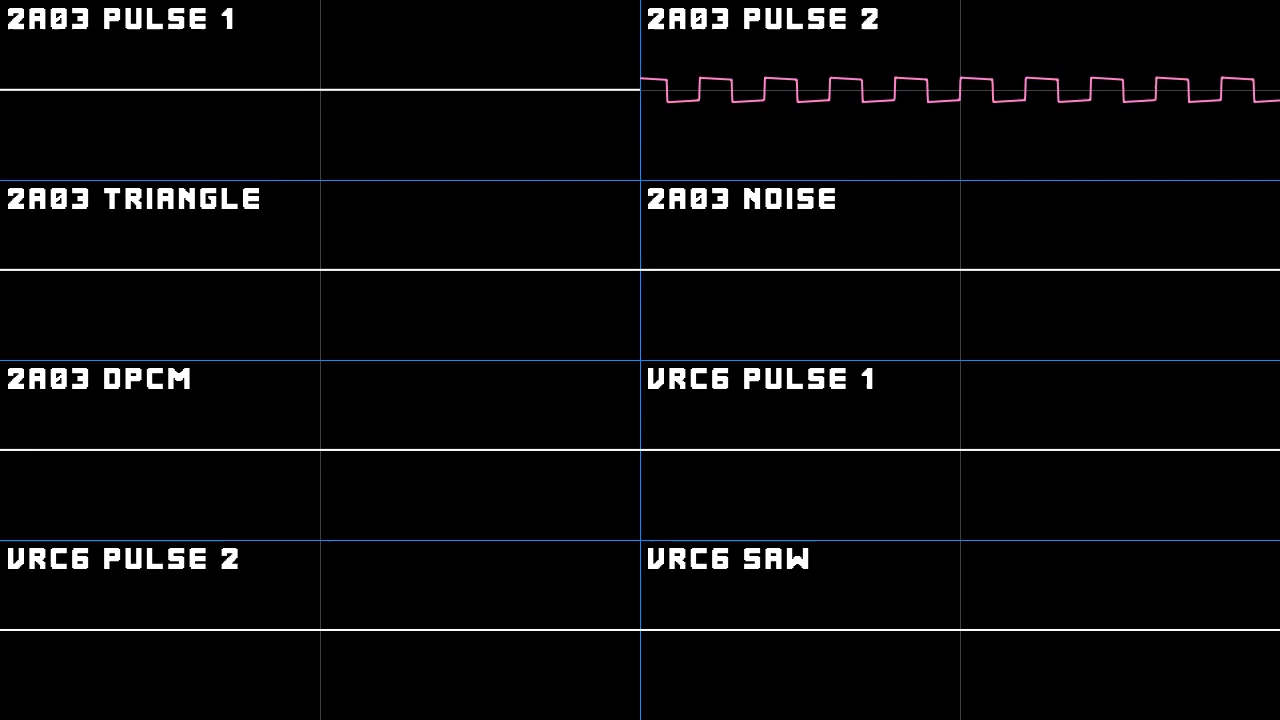 2A03 PULSE 1
2A03 PULSE 2
2A03 TRIANGLE
2A03 NOISE
2A03 DPCM
VRC6 PULSE 1
VRC6 PULSE 2
VRC6 SAW